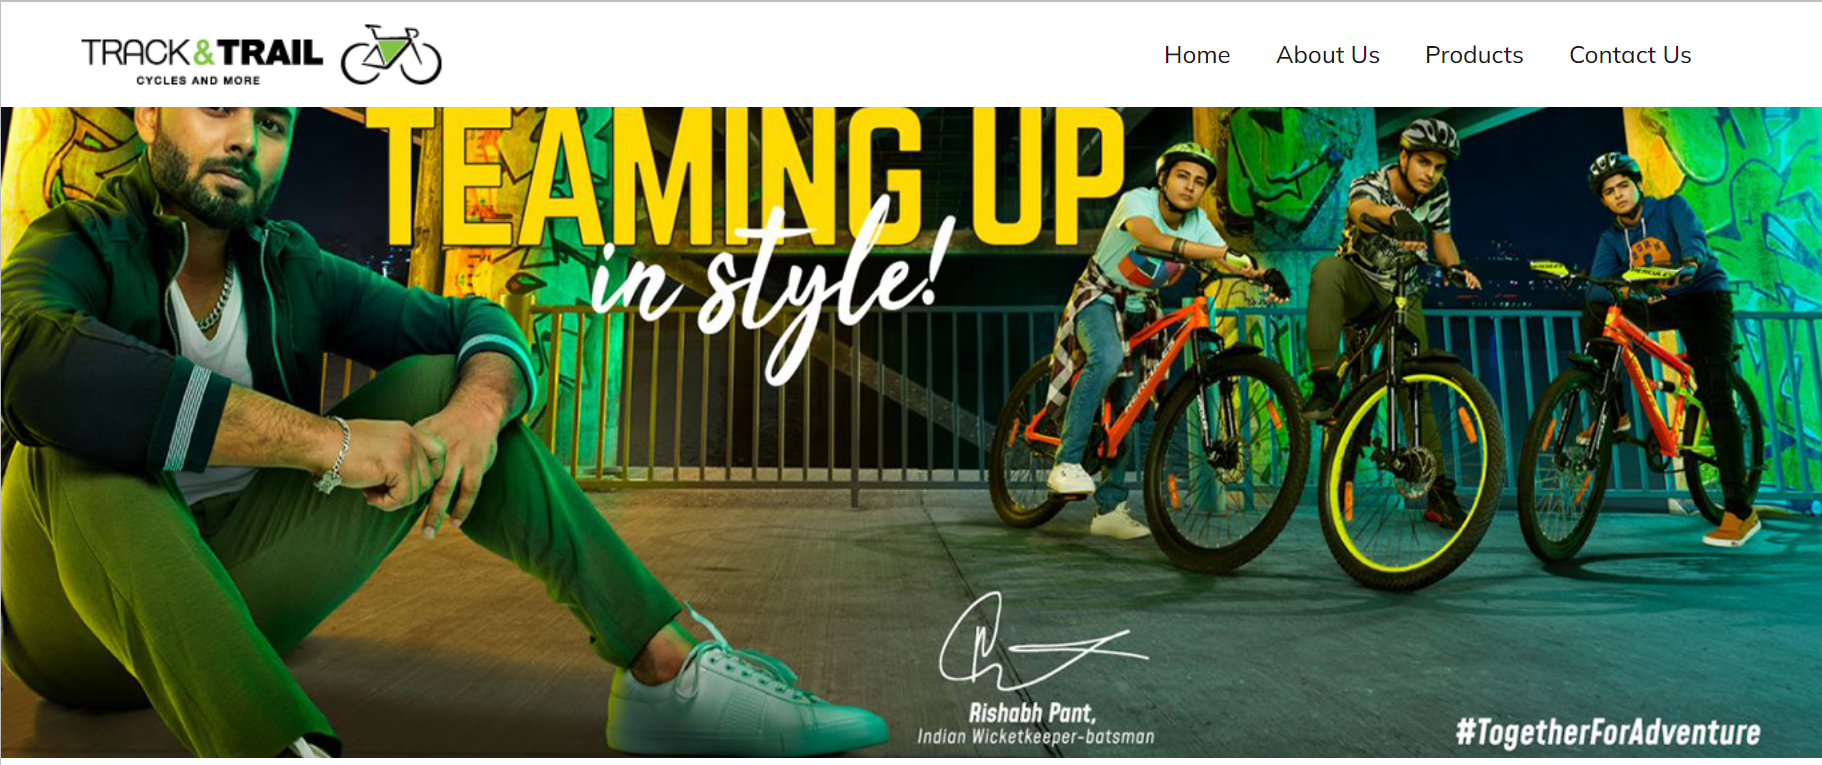 TRACK&TRAIL
CYCLES AND MORE
Home About Us Products Contact Us
TEAMING UP
in style!
HERCULES
Rishabh Pant,
Indian Wicketkeeper-batsman
#TogetherForAdventure